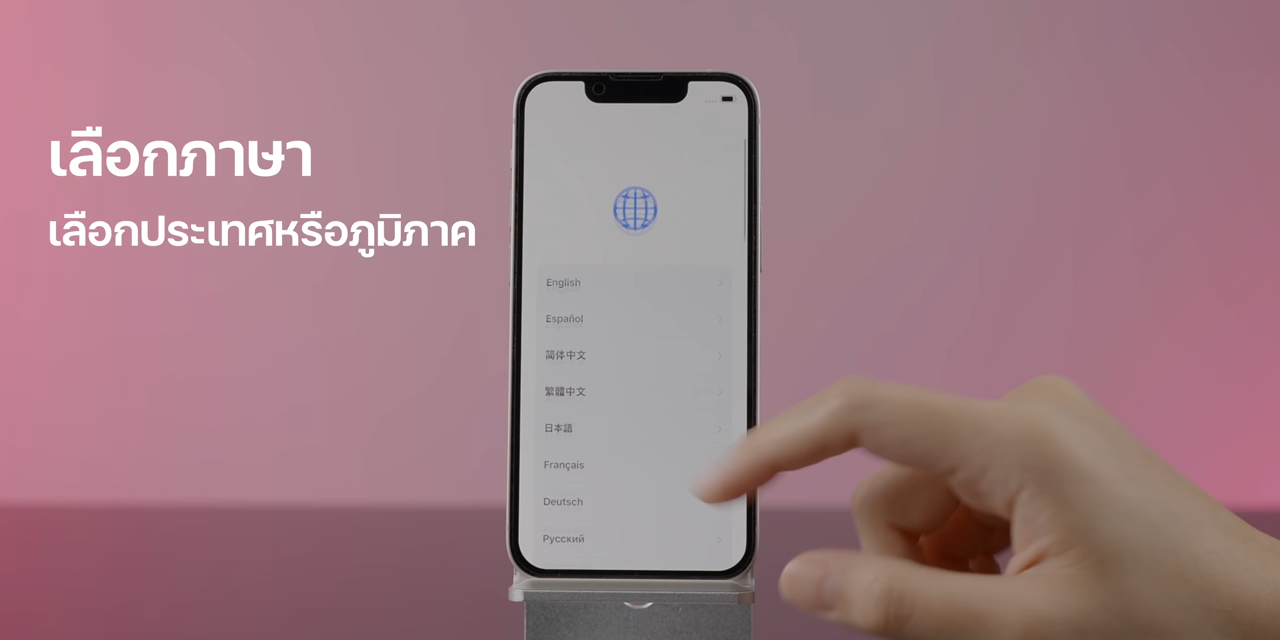 เลือกภาษา
เลือกประเทศหรือภูมิภาค
English
Español
简体中文
繁體中文
日本語
Français
Deutsch
Русский